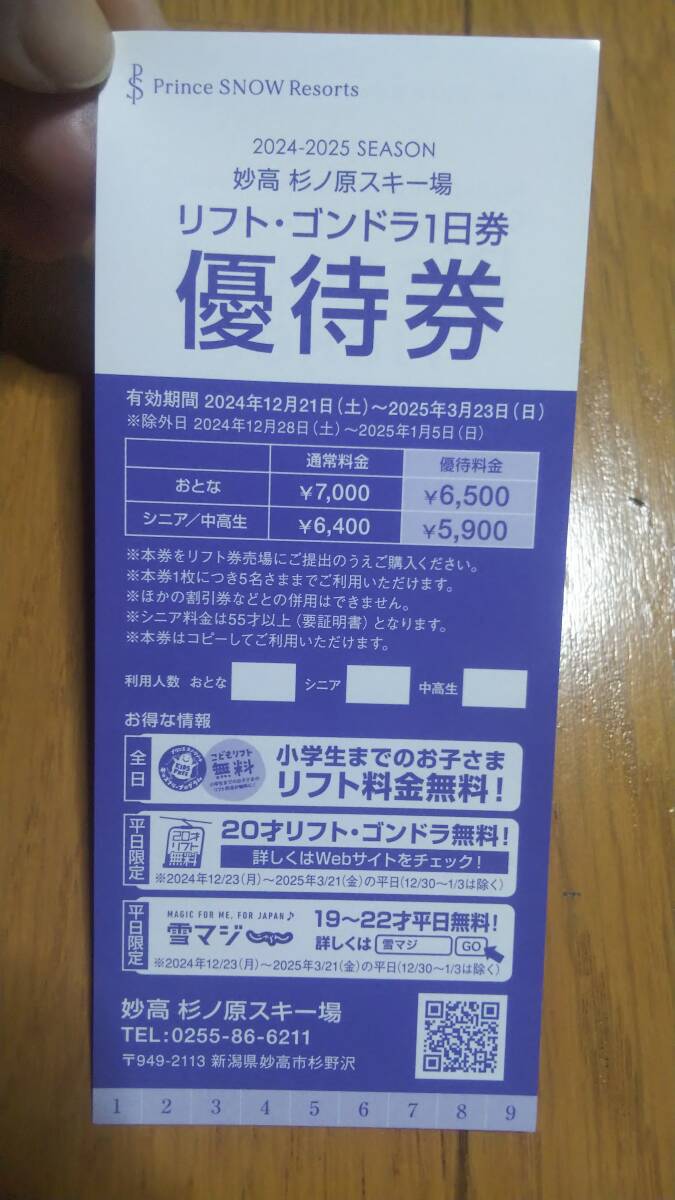 Prince SNOW Resorts
2024-2025 SEASON
妙高 杉ノ原スキー場
リフト・ゴンドラ1日券
優待券
有効期間 2024年12月21日(土)〜2025年3月23日(日)
※除外日 2024年12月28日(土)〜2025年1月5日(日)
通常料金 優待料金
おとな ¥7,000 ¥6,500
シニア/中高生 ¥6,400 ¥5,900
※本券をリフト券売場にご提出のうえご購入ください。
※本券1枚につき5名さままでご利用いただけます。
※ほかの割引券などとの併用はできません。
※シニア料金は55才以上(要証明書)となります。
※本券はコピーしてご利用いただけます。
利用人数 おとな シニア 中高生
お得な情報
全日
KIDS FREE
こどもリフト
無料
小学生までのお子さま
リフト料金無料!
平日限定
20才
リフト
無料
20才リフト・ゴンドラ無料!
詳しくはWebサイトをチェック!
※2024年12/23(月)〜2025年3/21(金)の平日(12/30〜1/3は除く)
平日限定
MAGIC FOR ME, FOR JAPAN♪
雪マジ
19〜22才平日無料!
詳しくは 雪マジ GO
※2024年12/23(月)〜2025年3/21(金)の平日(12/30〜1/3は除く)
妙高 杉ノ原スキー場
TEL:0255-86-6211
〒949-2113 新潟県妙高市杉野沢
1 2 3 4 5 6 7 8 9